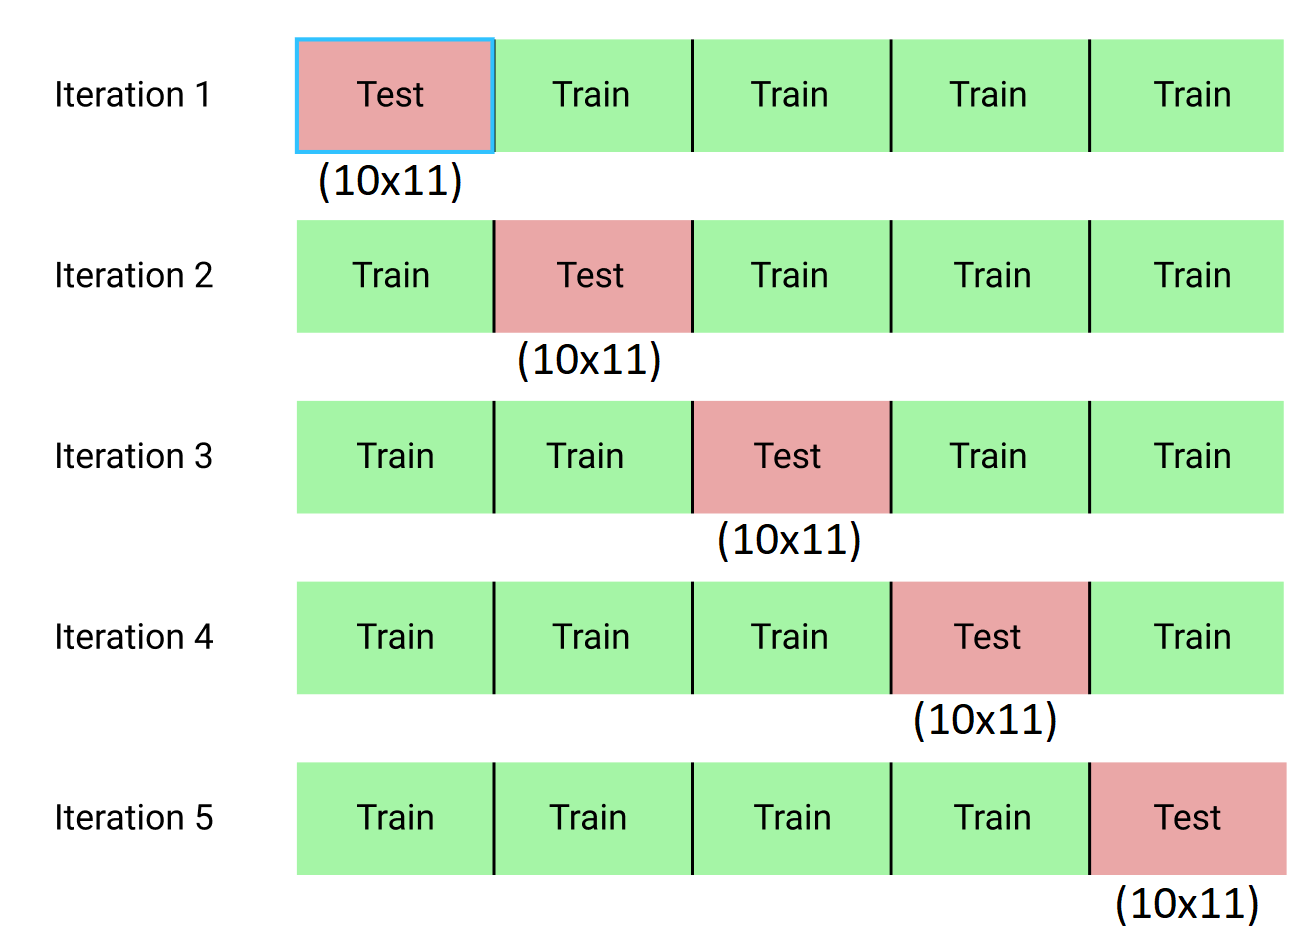 Iteration 1 Test Train Train Train Train
(10x11)
Iteration 2 Train Test Train Train Train
(10x11)
Iteration 3 Train Train Test Train Train
(10x11)
Iteration 4 Train Train Train Test Train
(10x11)
Iteration 5 Train Train Train Train Test
(10x11)